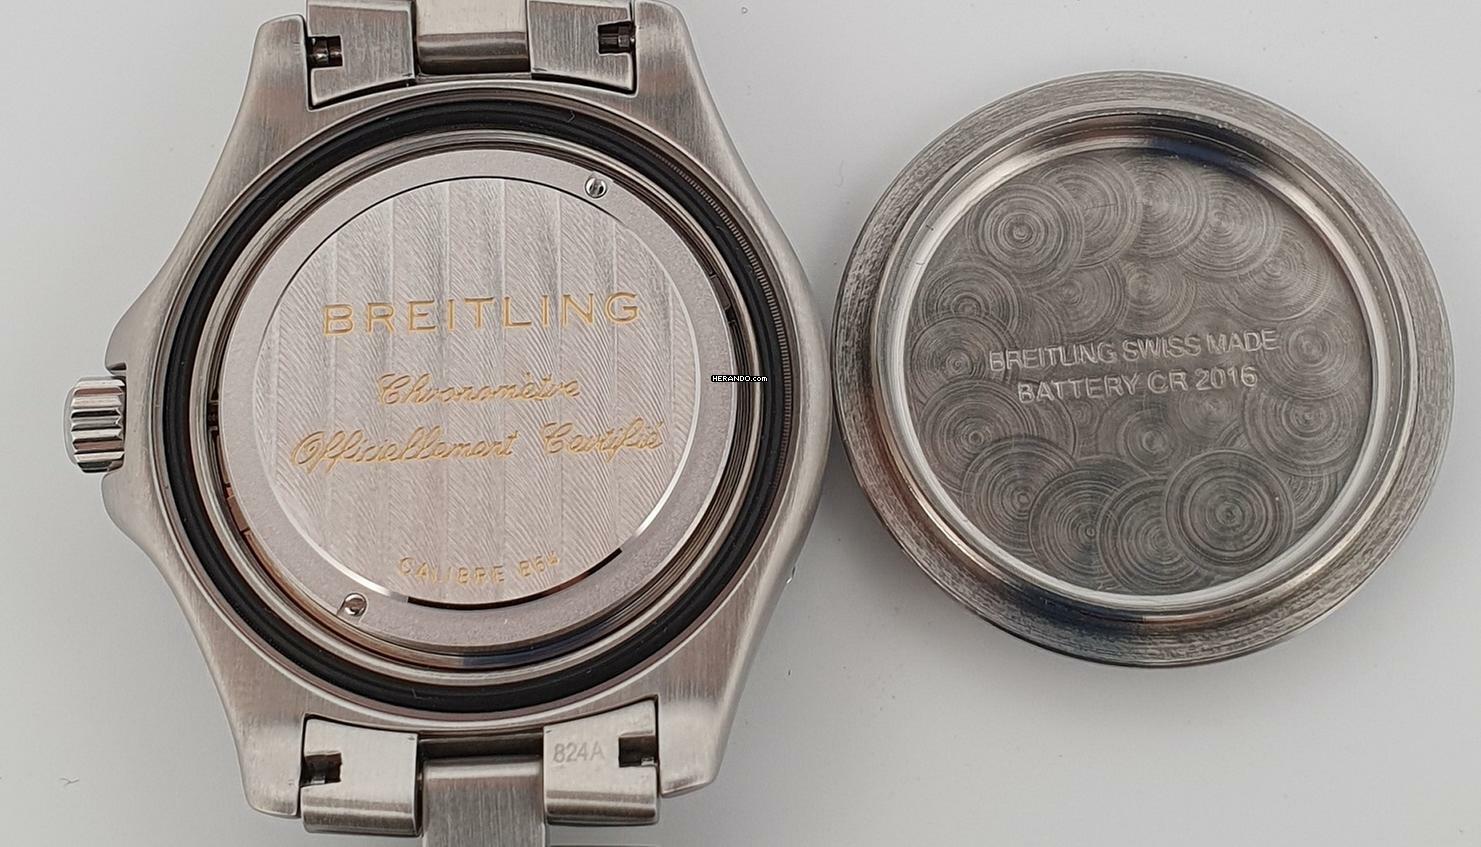 BREITLING
Chronomètre
Officiellement Certifié
CALIBRE B64
HERANDO.com
824A
BREITLING SWISS MADE
BATTERY CR 2016